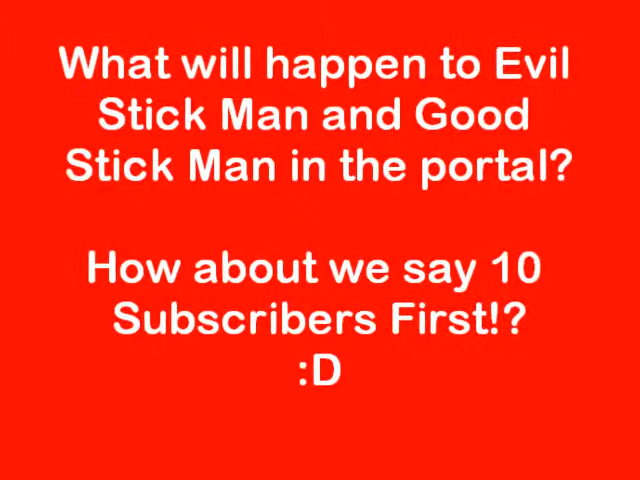 What will happen to Evil
Stick Man and Good
Stick Man in the portal?
How about we say 10
Subscribers First!?
:D